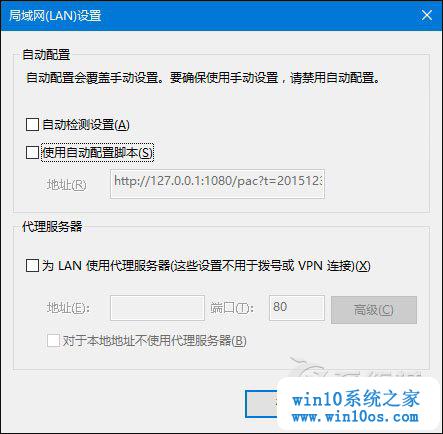 局域网(LAN)设置
自动配置
自动配置会覆盖手动设置。要确保使用手动设置，请禁用自动配置。
自动检测设置(A)
使用自动配置脚本(S)
地址(R)
http://127.0.0.1:1080/pac?t=2015123
代理服务器
为 LAN 使用代理服务器(这些设置不用于拨号或 VPN 连接)(X)
地址(E):
端口(T):
80
高级(C)
对于本地地址不使用代理服务器(B)
win10系统之家
www.win10os.com